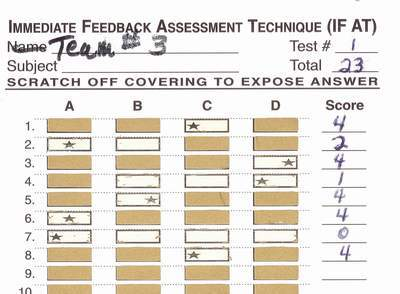 IMMEDIATE FEEDBACK ASSESSMENT TECHNIQUE (IF AT)
Name Team # 3 Test # 1
Subject Total 23
SCRATCH OFF COVERING TO EXPOSE ANSWER
A B C D Score
1. 4
2. 2
3. 4
4. 1
5. 4
6. 4
7. 0
8. 4
9.
10.